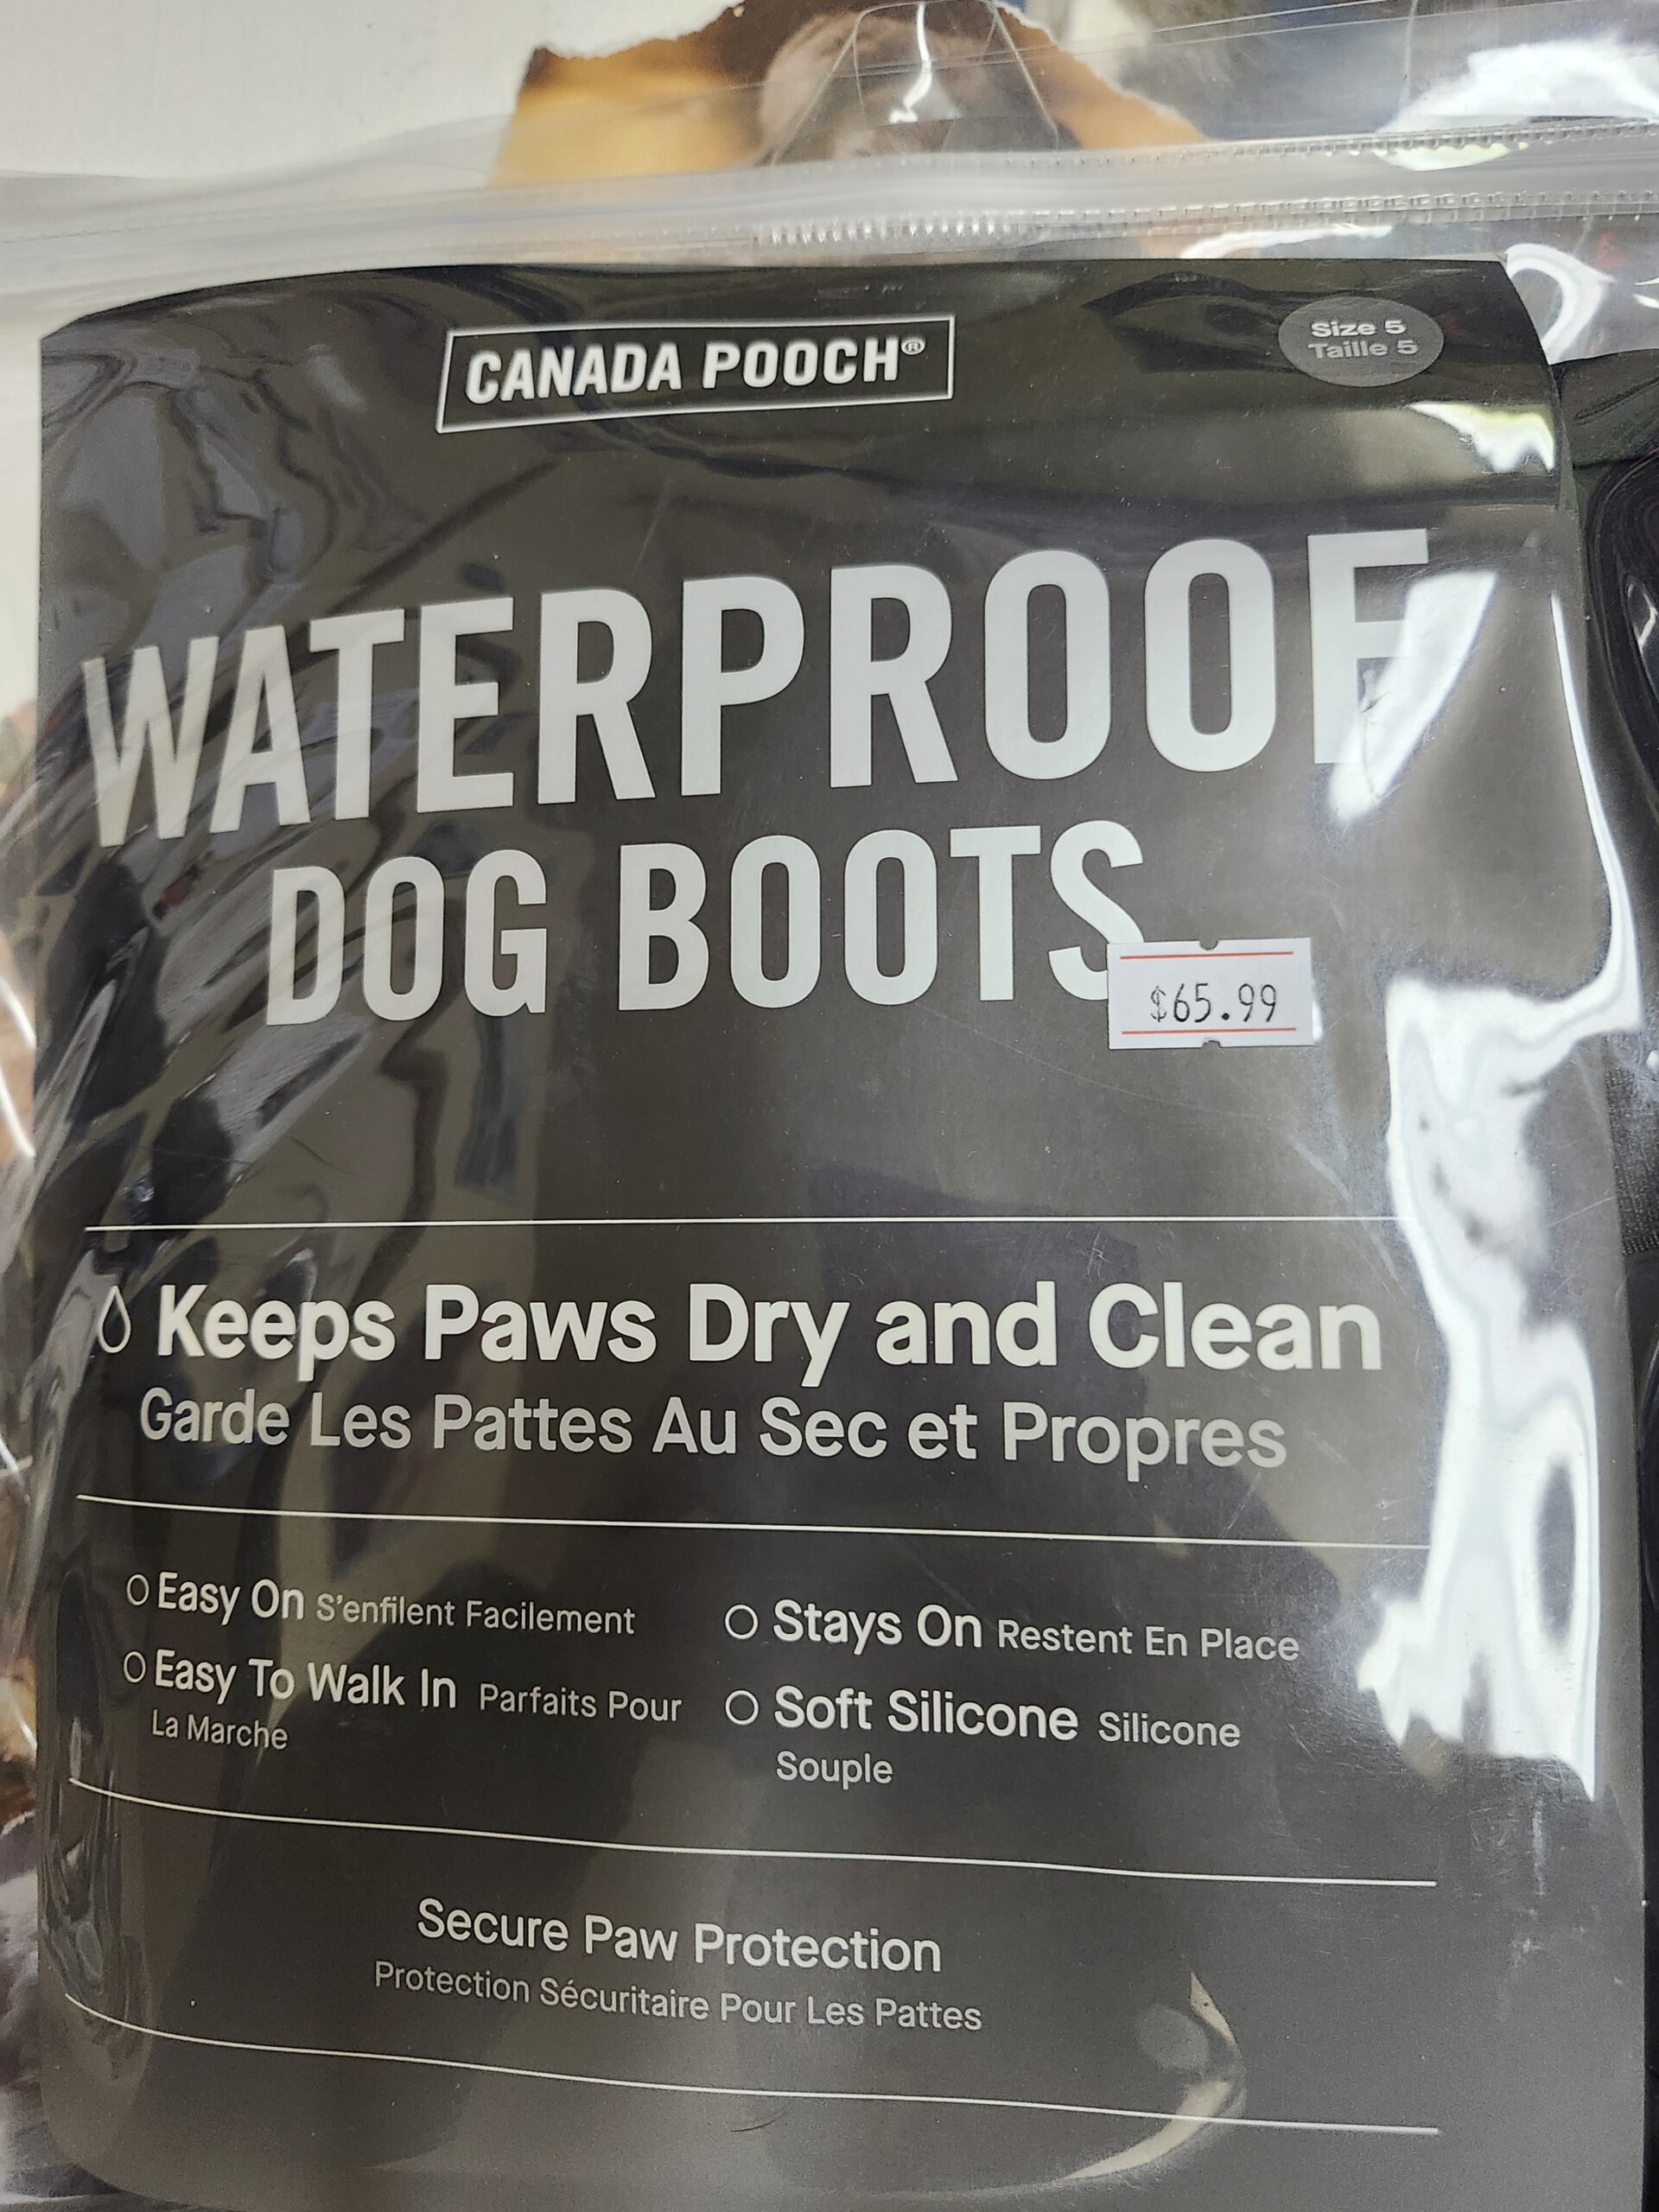 CANADA POOCH®
Size 5
Taille 5
WATERPROOF
DOG BOOTS
$65.99
Keeps Paws Dry and Clean
Garde Les Pattes Au Sec et Propres
Easy On S'enfilent Facilement
Easy To Walk In Parfaits Pour
La Marche
Stays On Restent En Place
Soft Silicone Silicone
Souple
Secure Paw Protection
Protection Sécuritaire Pour Les Pattes